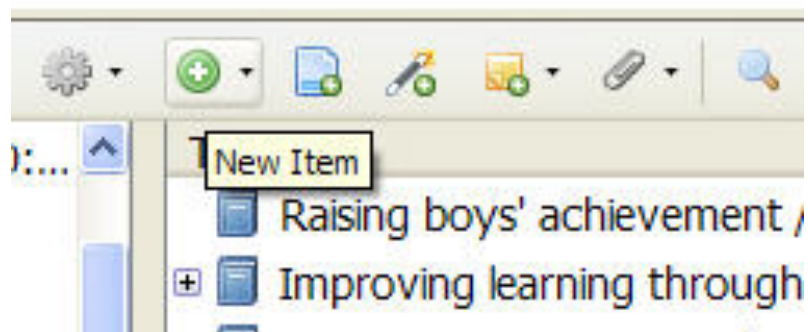 :...
New Item
Raising boys' achievement /
Improving learning through